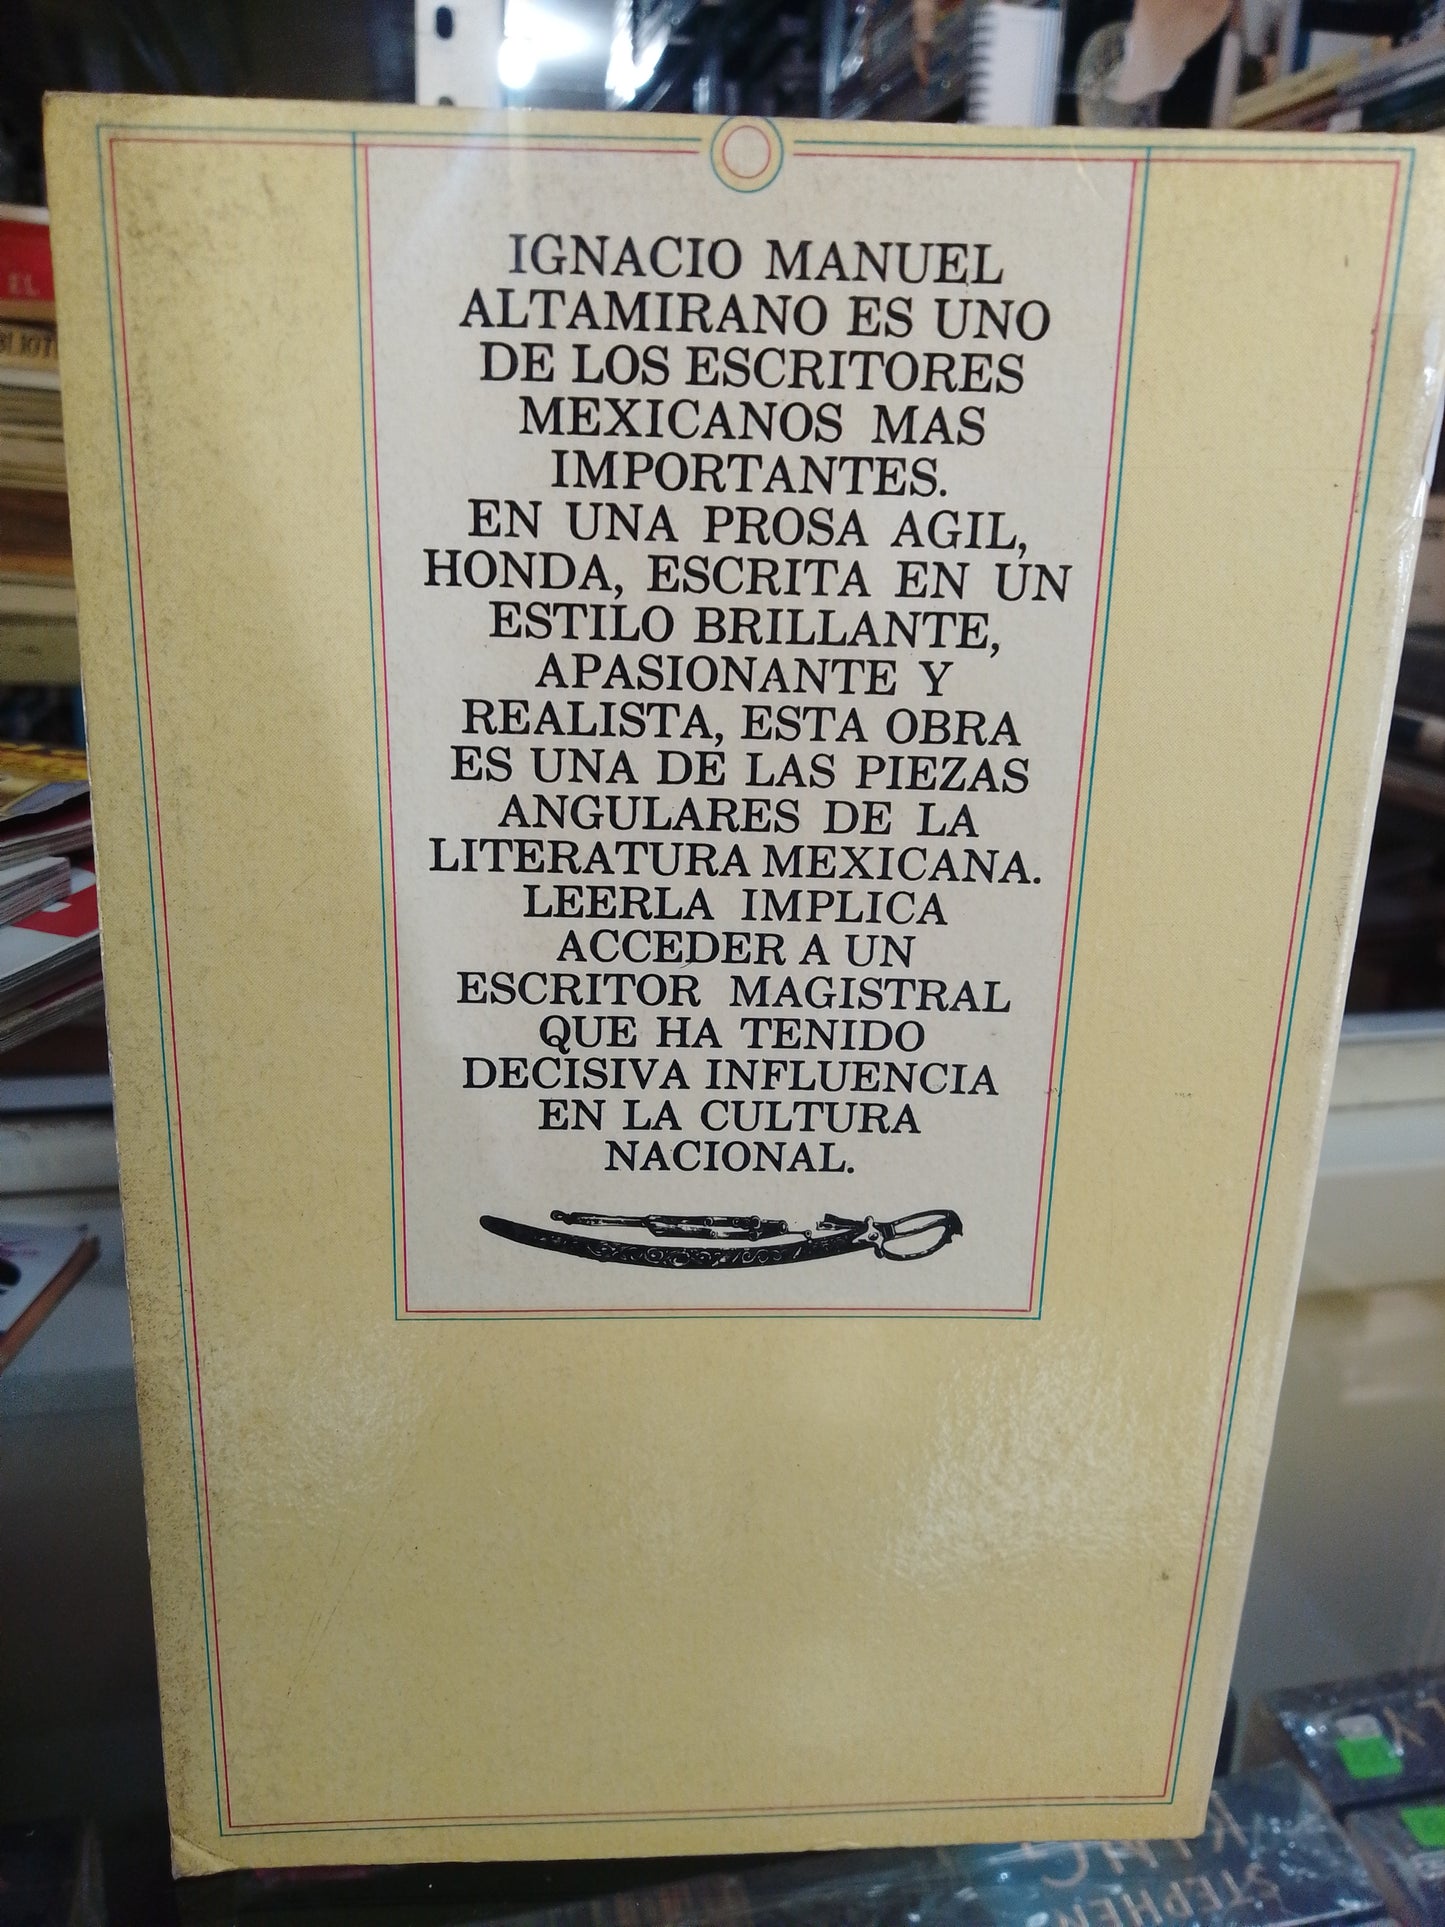 IGNACIO MANUEL
ALTAMIRANO ES UNO
DE LOS ESCRITORES
MEXICANOS MAS
IMPORTANTES.
EN UNA PROSA AGIL,
HONDA, ESCRITA EN UN
ESTILO BRILLANTE,
APASIONANTE Y
REALISTA, ESTA OBRA
ES UNA DE LAS PIEZAS
ANGULARES DE LA
LITERATURA MEXICANA.
LEERLA IMPLICA
ACCEDER A UN
ESCRITOR MAGISTRAL
QUE HA TENIDO
DECISIVA INFLUENCIA
EN LA CULTURA
NACIONAL.
STEPHEN
KING